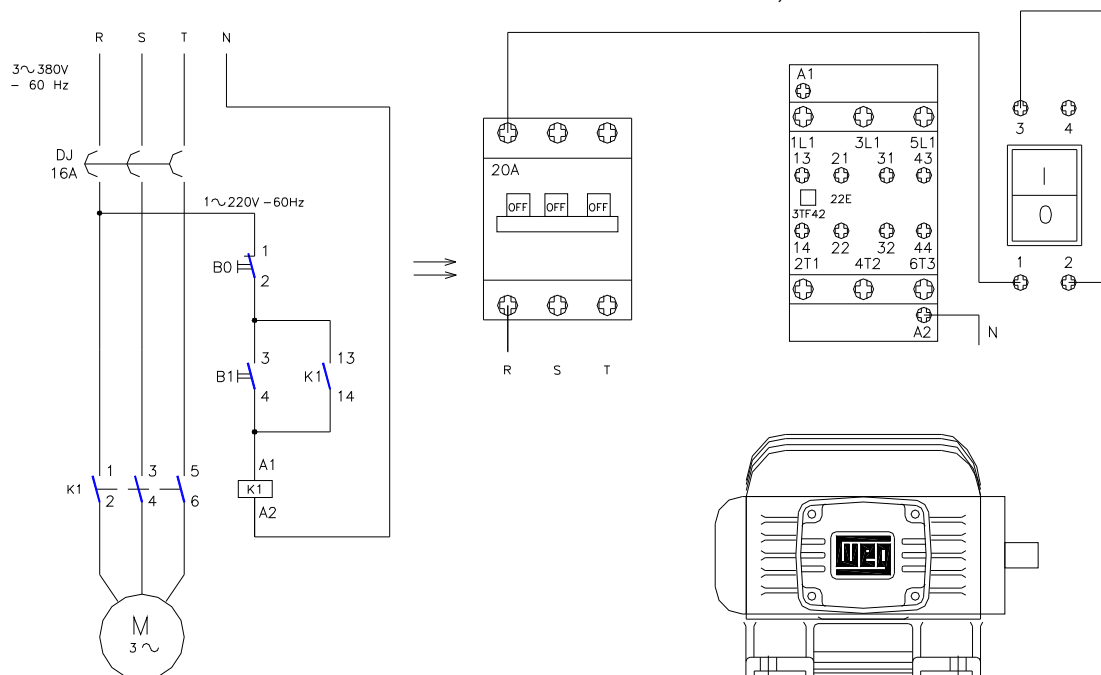 R S T N
3~380V
- 60 Hz
DJ
16A
1~220V -60Hz
1
B0
2
3 13
B1 K1
4 14
A1
K1
A2
1 3 5
K1
2 4 6
M
3~
20A
OFF OFF OFF
R S T
A1
1L1 3L1 5L1
13 21 31 43
22E
3TF42
14 22 32 44
2T1 4T2 6T3
A2
N
3 4
I
0
1 2
WEG